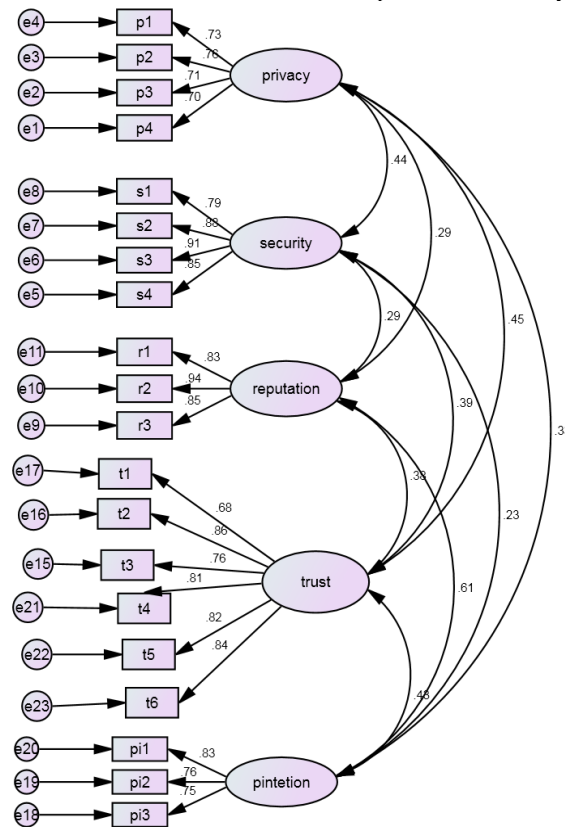 e4 p1 .73
e3 p2 .76 privacy
e2 p3 .71
e1 p4 .70
.44
e8 s1 .79
e7 s2 .88 .29
e6 s3 .91 security
e5 s4 .85
.29 .45
e11 r1 .83
e10 r2 .94 reputation .39 .3
e9 r3 .85
e17 t1 .38
e16 t2 .68 .23
.86
e15 t3 .76
.81 trust .61
e21 t4
.82
e22 t5 .84
e23 t6 .48
e20 pi1 .83
e19 pi2 .76 pintetion
e18 pi3 .75